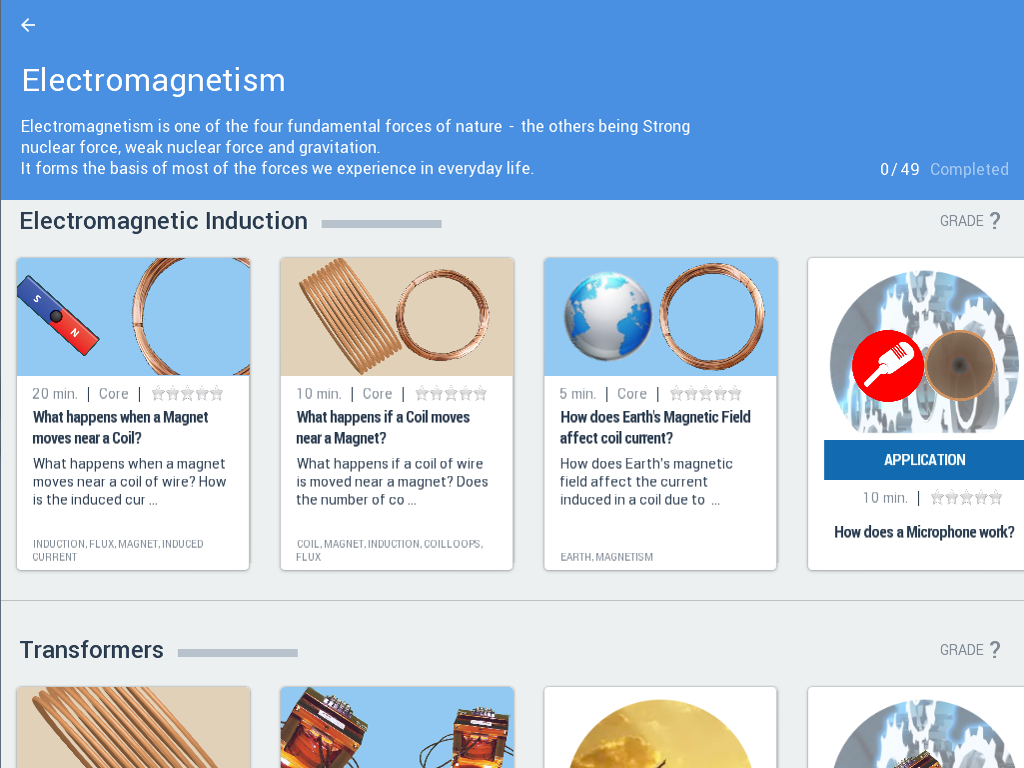 Electromagnetism
Electromagnetism is one of the four fundamental forces of nature - the others being Strong
nuclear force, weak nuclear force and gravitation.
It forms the basis of most of the forces we experience in everyday life.
0/49 Completed
Electromagnetic Induction
GRADE ?
S
N
20 min. | Core |
What happens when a Magnet
moves near a Coil?
What happens when a magnet
moves near a coil of wire? How
is the induced cur ...
INDUCTION, FLUX, MAGNET, INDUCED
CURRENT
10 min. | Core |
What happens if a Coil moves
near a Magnet?
What happens if a coil of wire
is moved near a magnet? Does
the number of co ...
COIL, MAGNET, INDUCTION, COILLOOPS,
FLUX
5 min. | Core |
How does Earth's Magnetic Field
affect coil current?
How does Earth's magnetic
field affect the current
induced in a coil due to ...
EARTH, MAGNETISM
APPLICATION
10 min. |
How does a Microphone work?
Transformers
GRADE ?